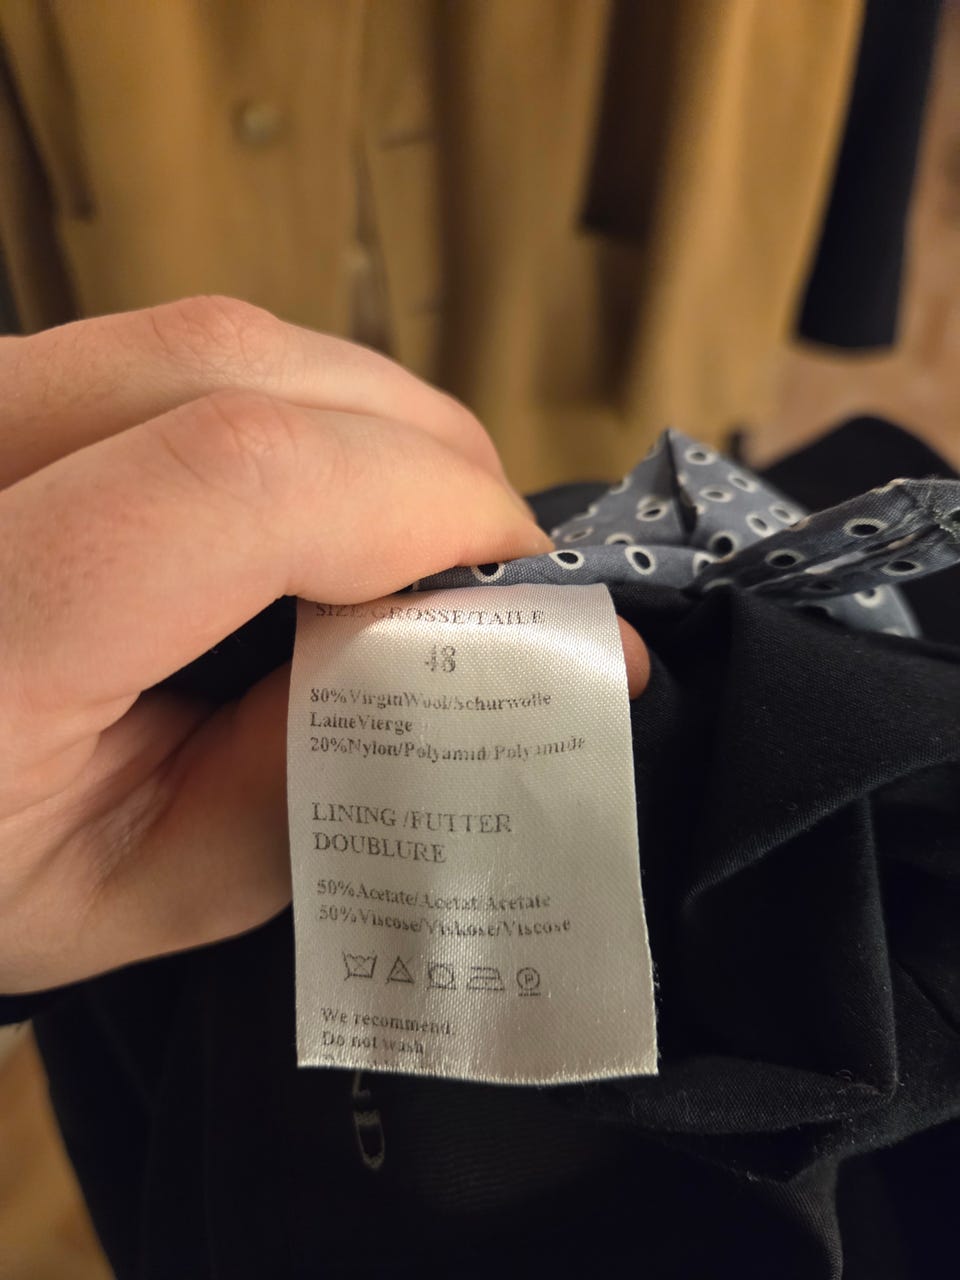 SIZE/GROSSE/TAILE
48
80%VirginWool/Schurwolle
LaineVierge
20%Nylon/Polyamid/Polyamide
LINING /FUTTER
DOUBLURE
50%Acetate/Acetat/Acetate
50%Viscose/Viskose/Viscose
P
We recommend
Do not wash